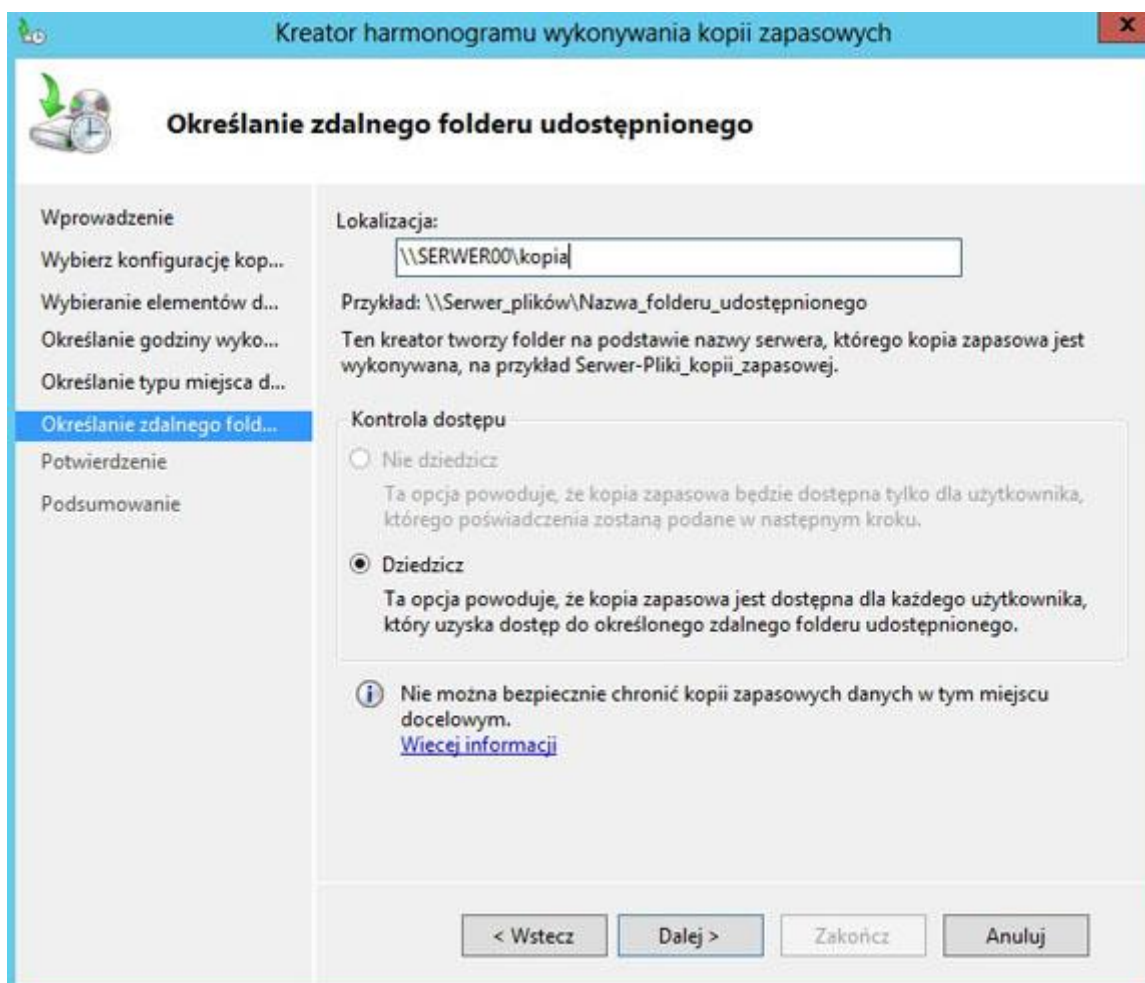 Kreator harmonogramu wykonywania kopii zapasowych
x
Określanie zdalnego folderu udostępnionego
Wprowadzenie
Wybierz konfigurację kop...
Wybieranie elementów d...
Określanie godziny wyko...
Określanie typu miejsca d...
Określanie zdalnego fold...
Potwierdzenie
Podsumowanie
Lokalizacja:
\\SERWER00\kopia
Przykład: \\Serwer_plików\Nazwa_folderu_udostępnionego
Ten kreator tworzy folder na podstawie nazwy serwera, którego kopia zapasowa jest
wykonywana, na przykład Serwer-Pliki_kopii_zapasowej.
Kontrola dostępu
Nie dziedzicz
Ta opcja powoduje, że kopia zapasowa będzie dostępna tylko dla użytkownika,
którego poświadczenia zostaną podane w następnym kroku.
Dziedzicz
Ta opcja powoduje, że kopia zapasowa jest dostępna dla każdego użytkownika,
który uzyska dostęp do określonego zdalnego folderu udostępnionego.
Nie można bezpiecznie chronić kopii zapasowych danych w tym miejscu
docelowym.
Więcej informacji
< Wstecz
Dalej >
Zakończ
Anuluj